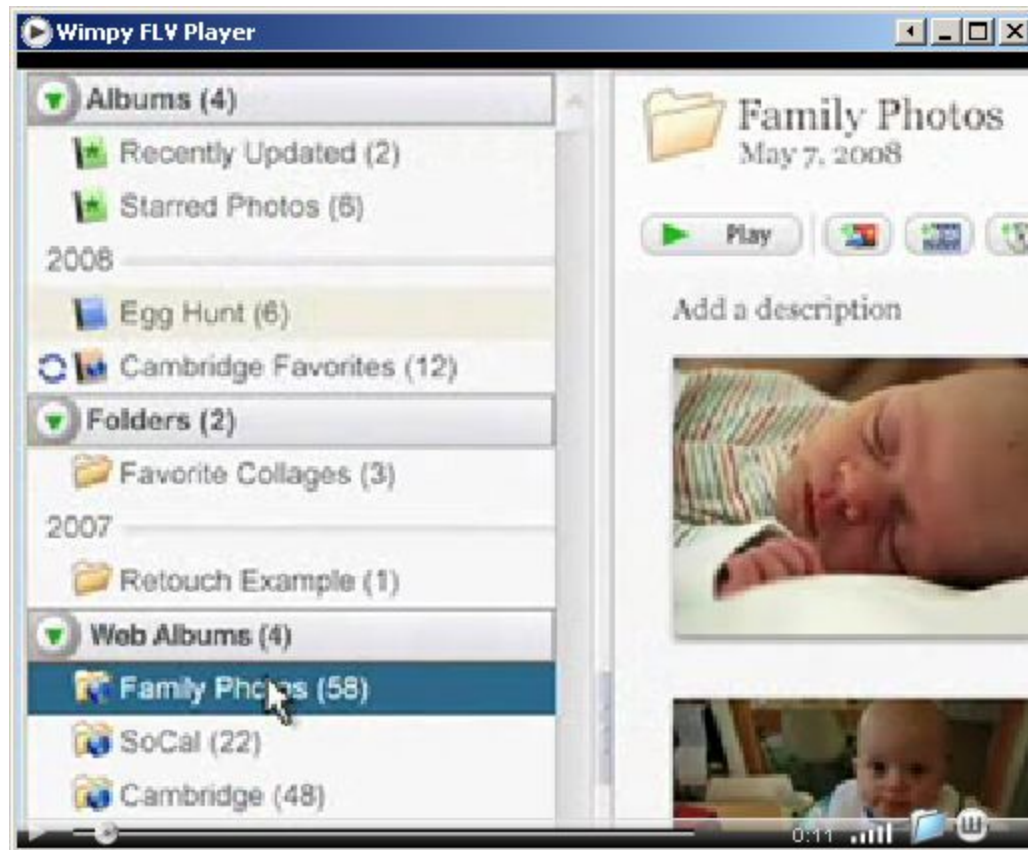 Wimpy FLV Player
Albums (4)
Recently Updated (2)
Starred Photos (6)
2008
Egg Hunt (6)
Cambridge Favorites (12)
Folders (2)
Favorite Collages (3)
2007
Retouch Example (1)
Web Albums (4)
Family Photos (58)
SoCal (22)
Cambridge (48)
Family Photos
May 7, 2008
Play
Add a description
0:11
W